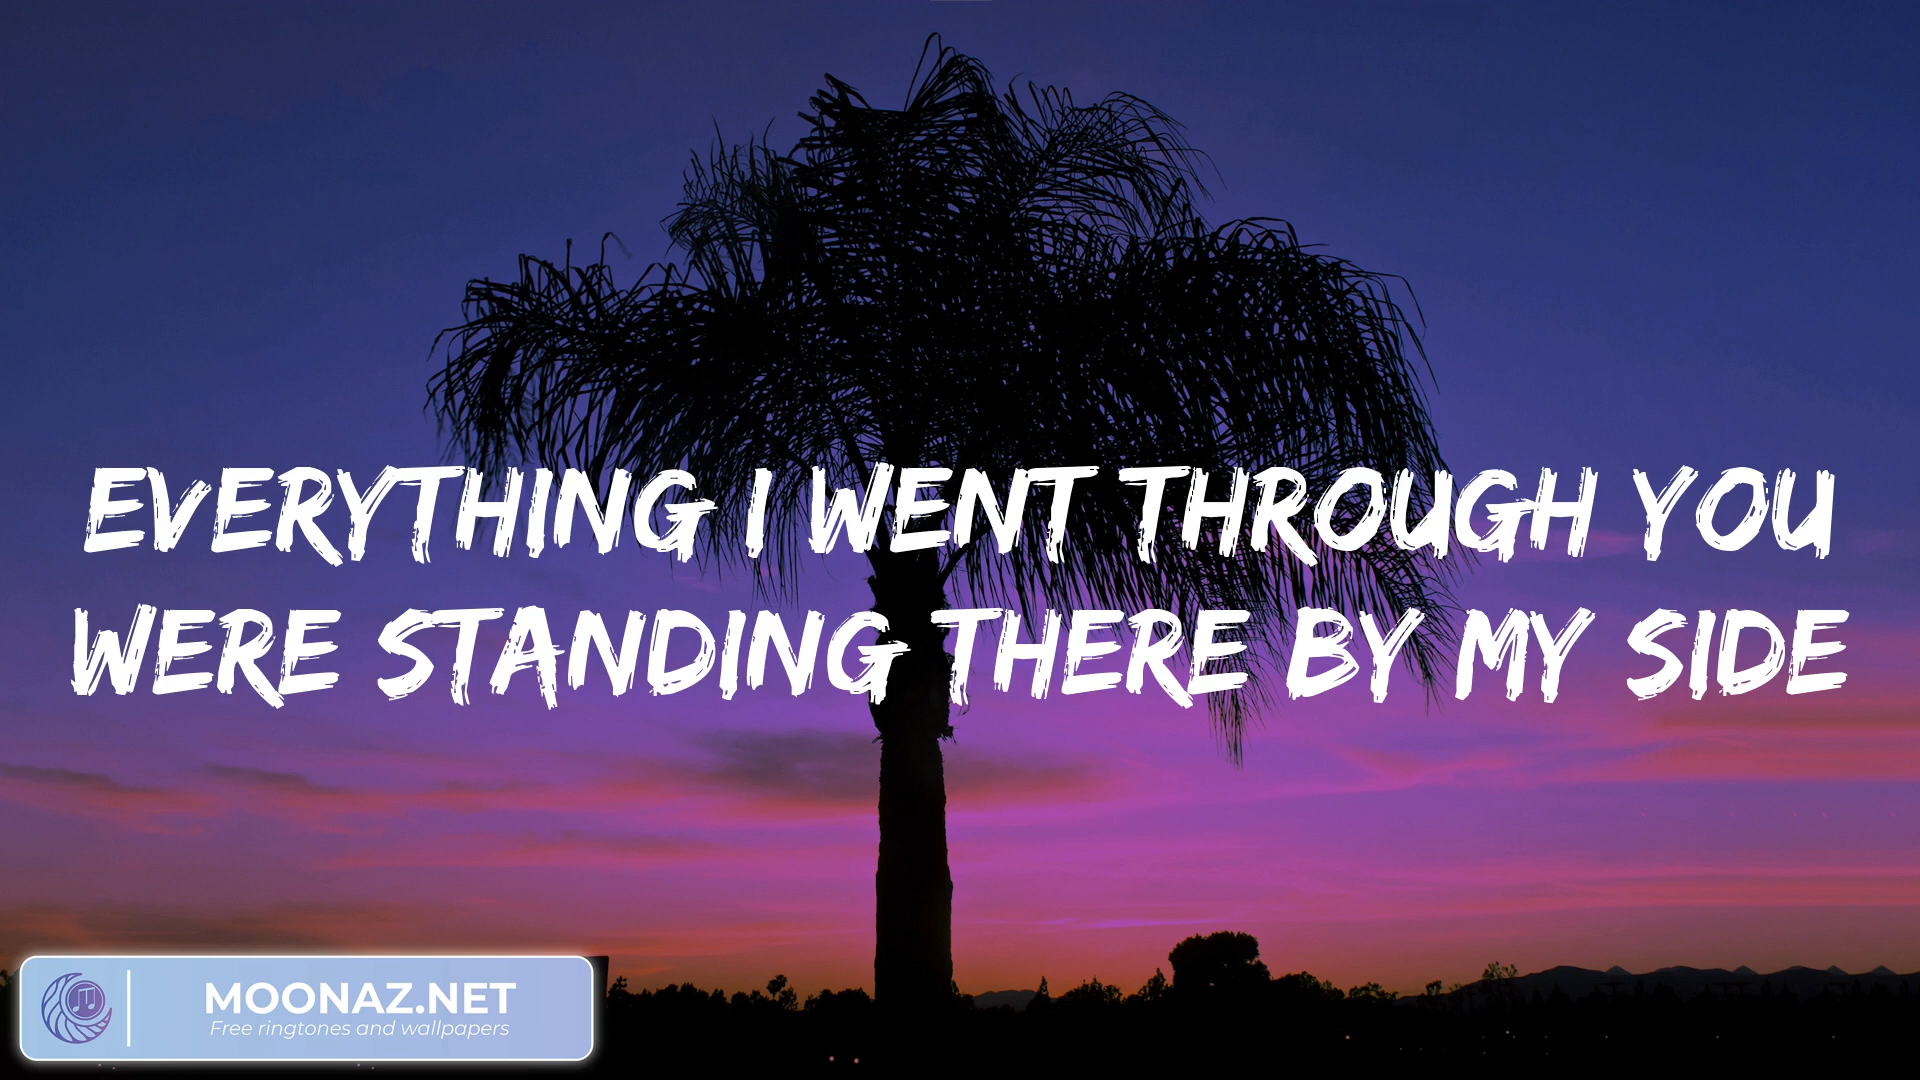 EVERYTHING I WENT THROUGH YOU
WERE STANDING THERE BY MY SIDE
MOONAZ.NET
Free ringtones and wallpapers